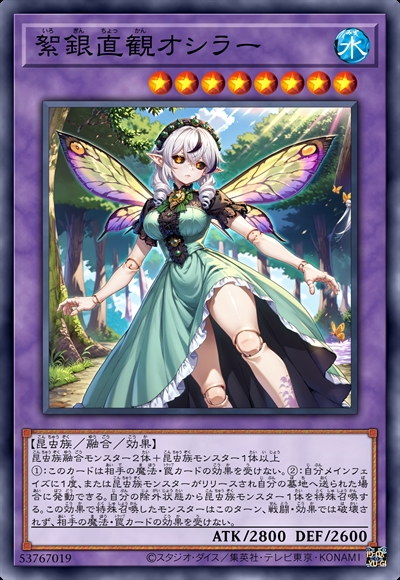 絮銀直観オシラー
水
【昆虫族／融合／効果】
昆虫族融合モンスター2体＋昆虫族モンスター1体以上
①:このカードは相手の魔法・罠カードの効果を受けない。②:自分メインフェ
イズに1度、または昆虫族モンスターがリリースされ自分の墓地へ送られた場
合に発動できる。自分の除外状態から昆虫族モンスター1体を特殊召喚す
る。この効果で特殊召喚したモンスターはこのターン、戦闘・効果では破壊さ
れず、相手の魔法・罠カードの効果を受けない。
ATK/2800 DEF/2600
53767019
©スタジオ・ダイス／集英社・テレビ東京・KONAMI